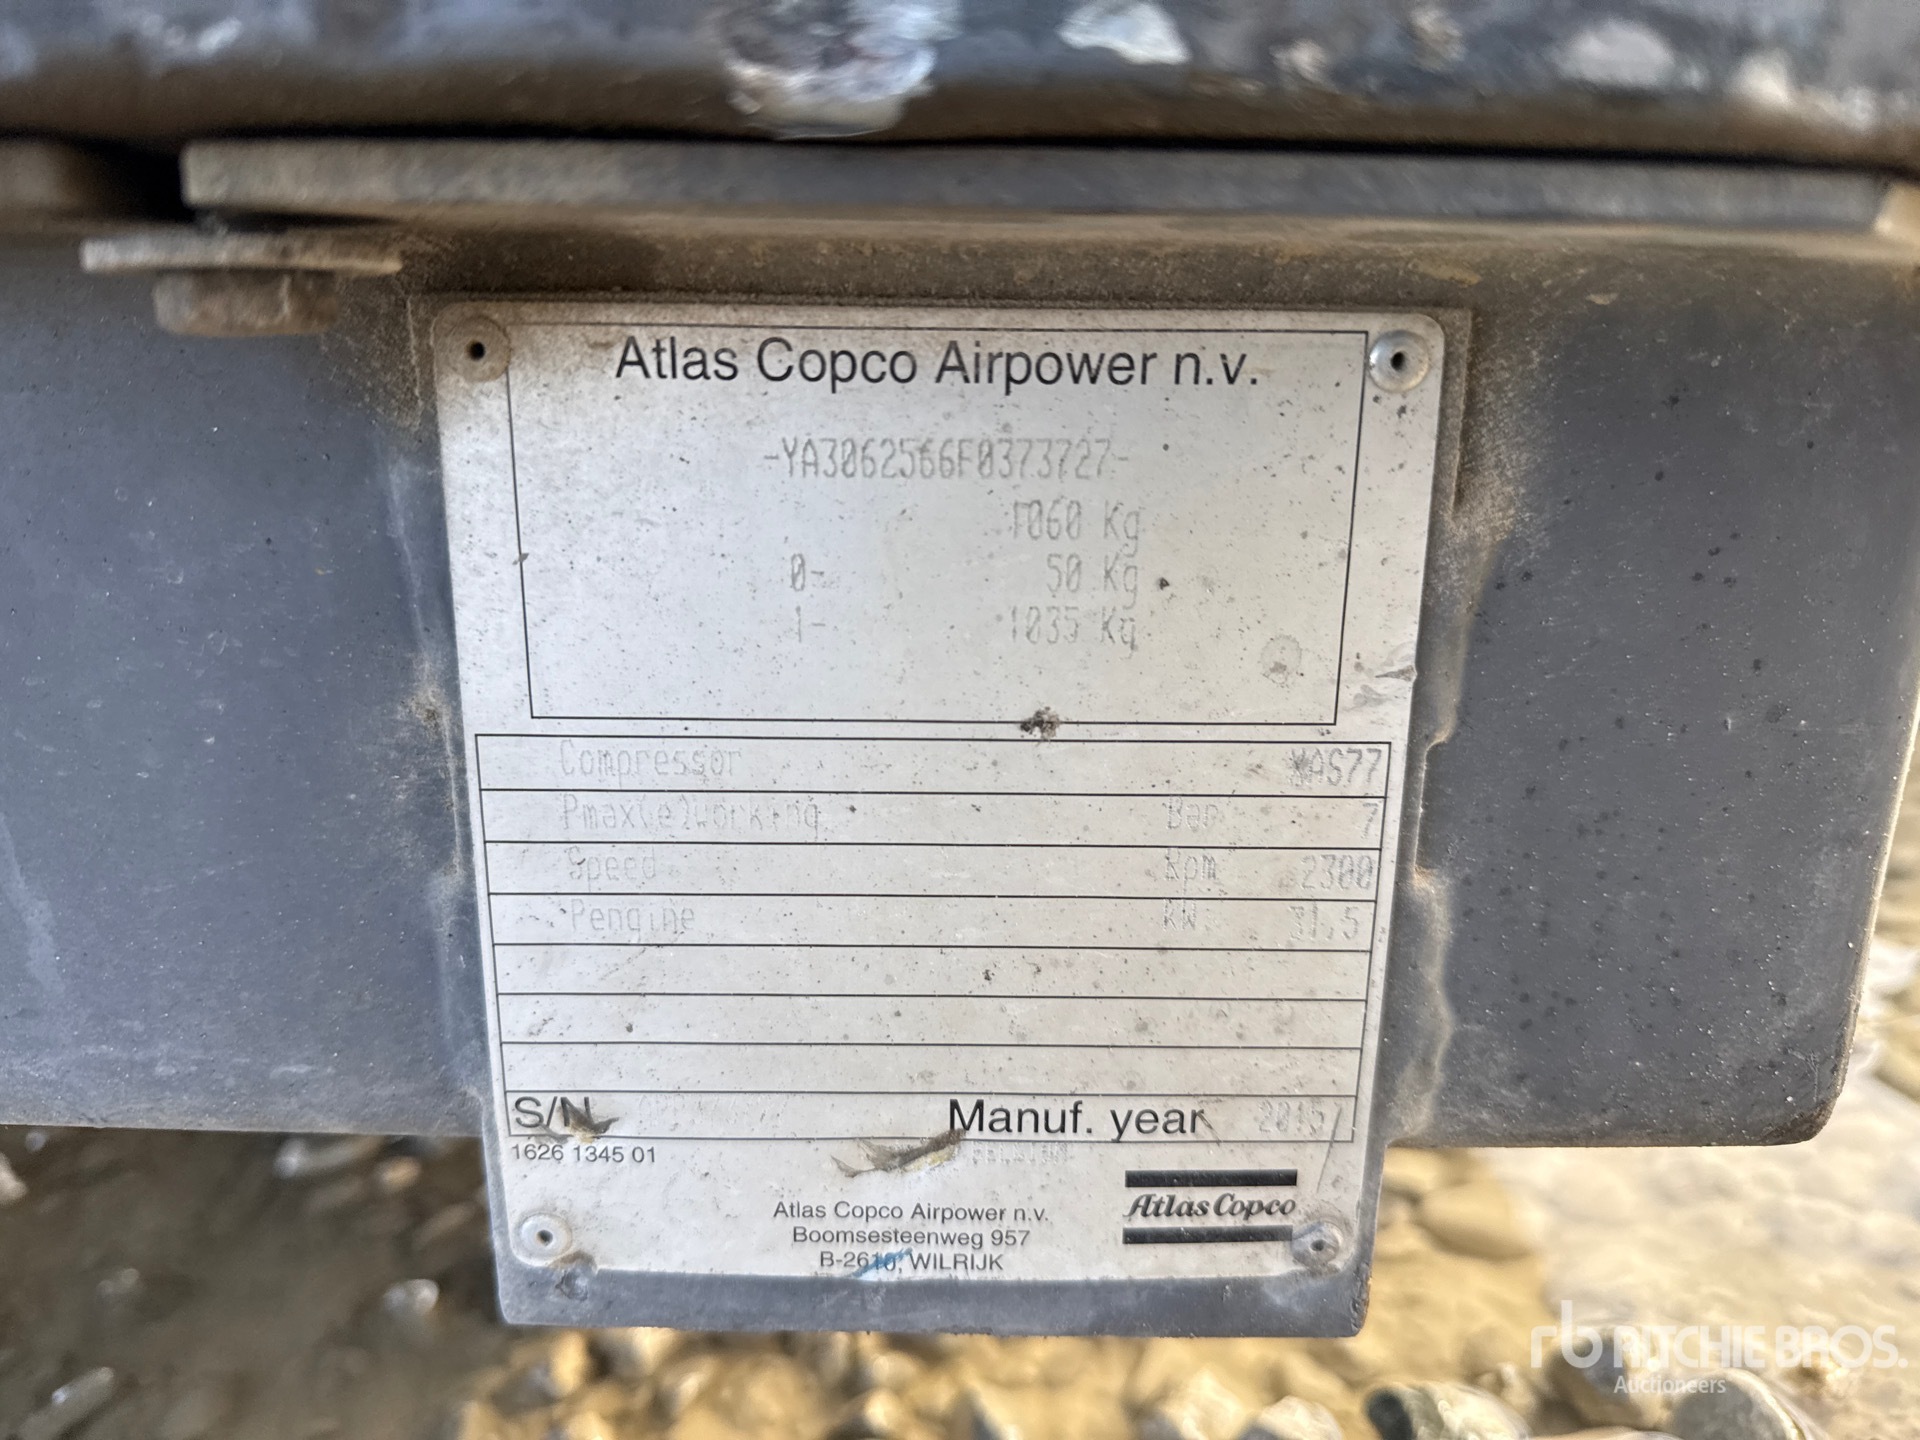 Atlas Copco Airpower n.v.
-YA3062566F0373727-
1060 Kg
0- 50 Kg
1- 1035 Kg
Compressor XAS77
Pmax(e)working Bar 7
Speed Rpm 2300
Pengine kW. 31.5
S/N Manuf. year 2015
1626 1345 01
Atlas Copco Airpower n.v.
Boomsesteenweg 957
B-2610, WILRIJK
Atlas Copco
rb RITCHIE BROS.
Auctioneers